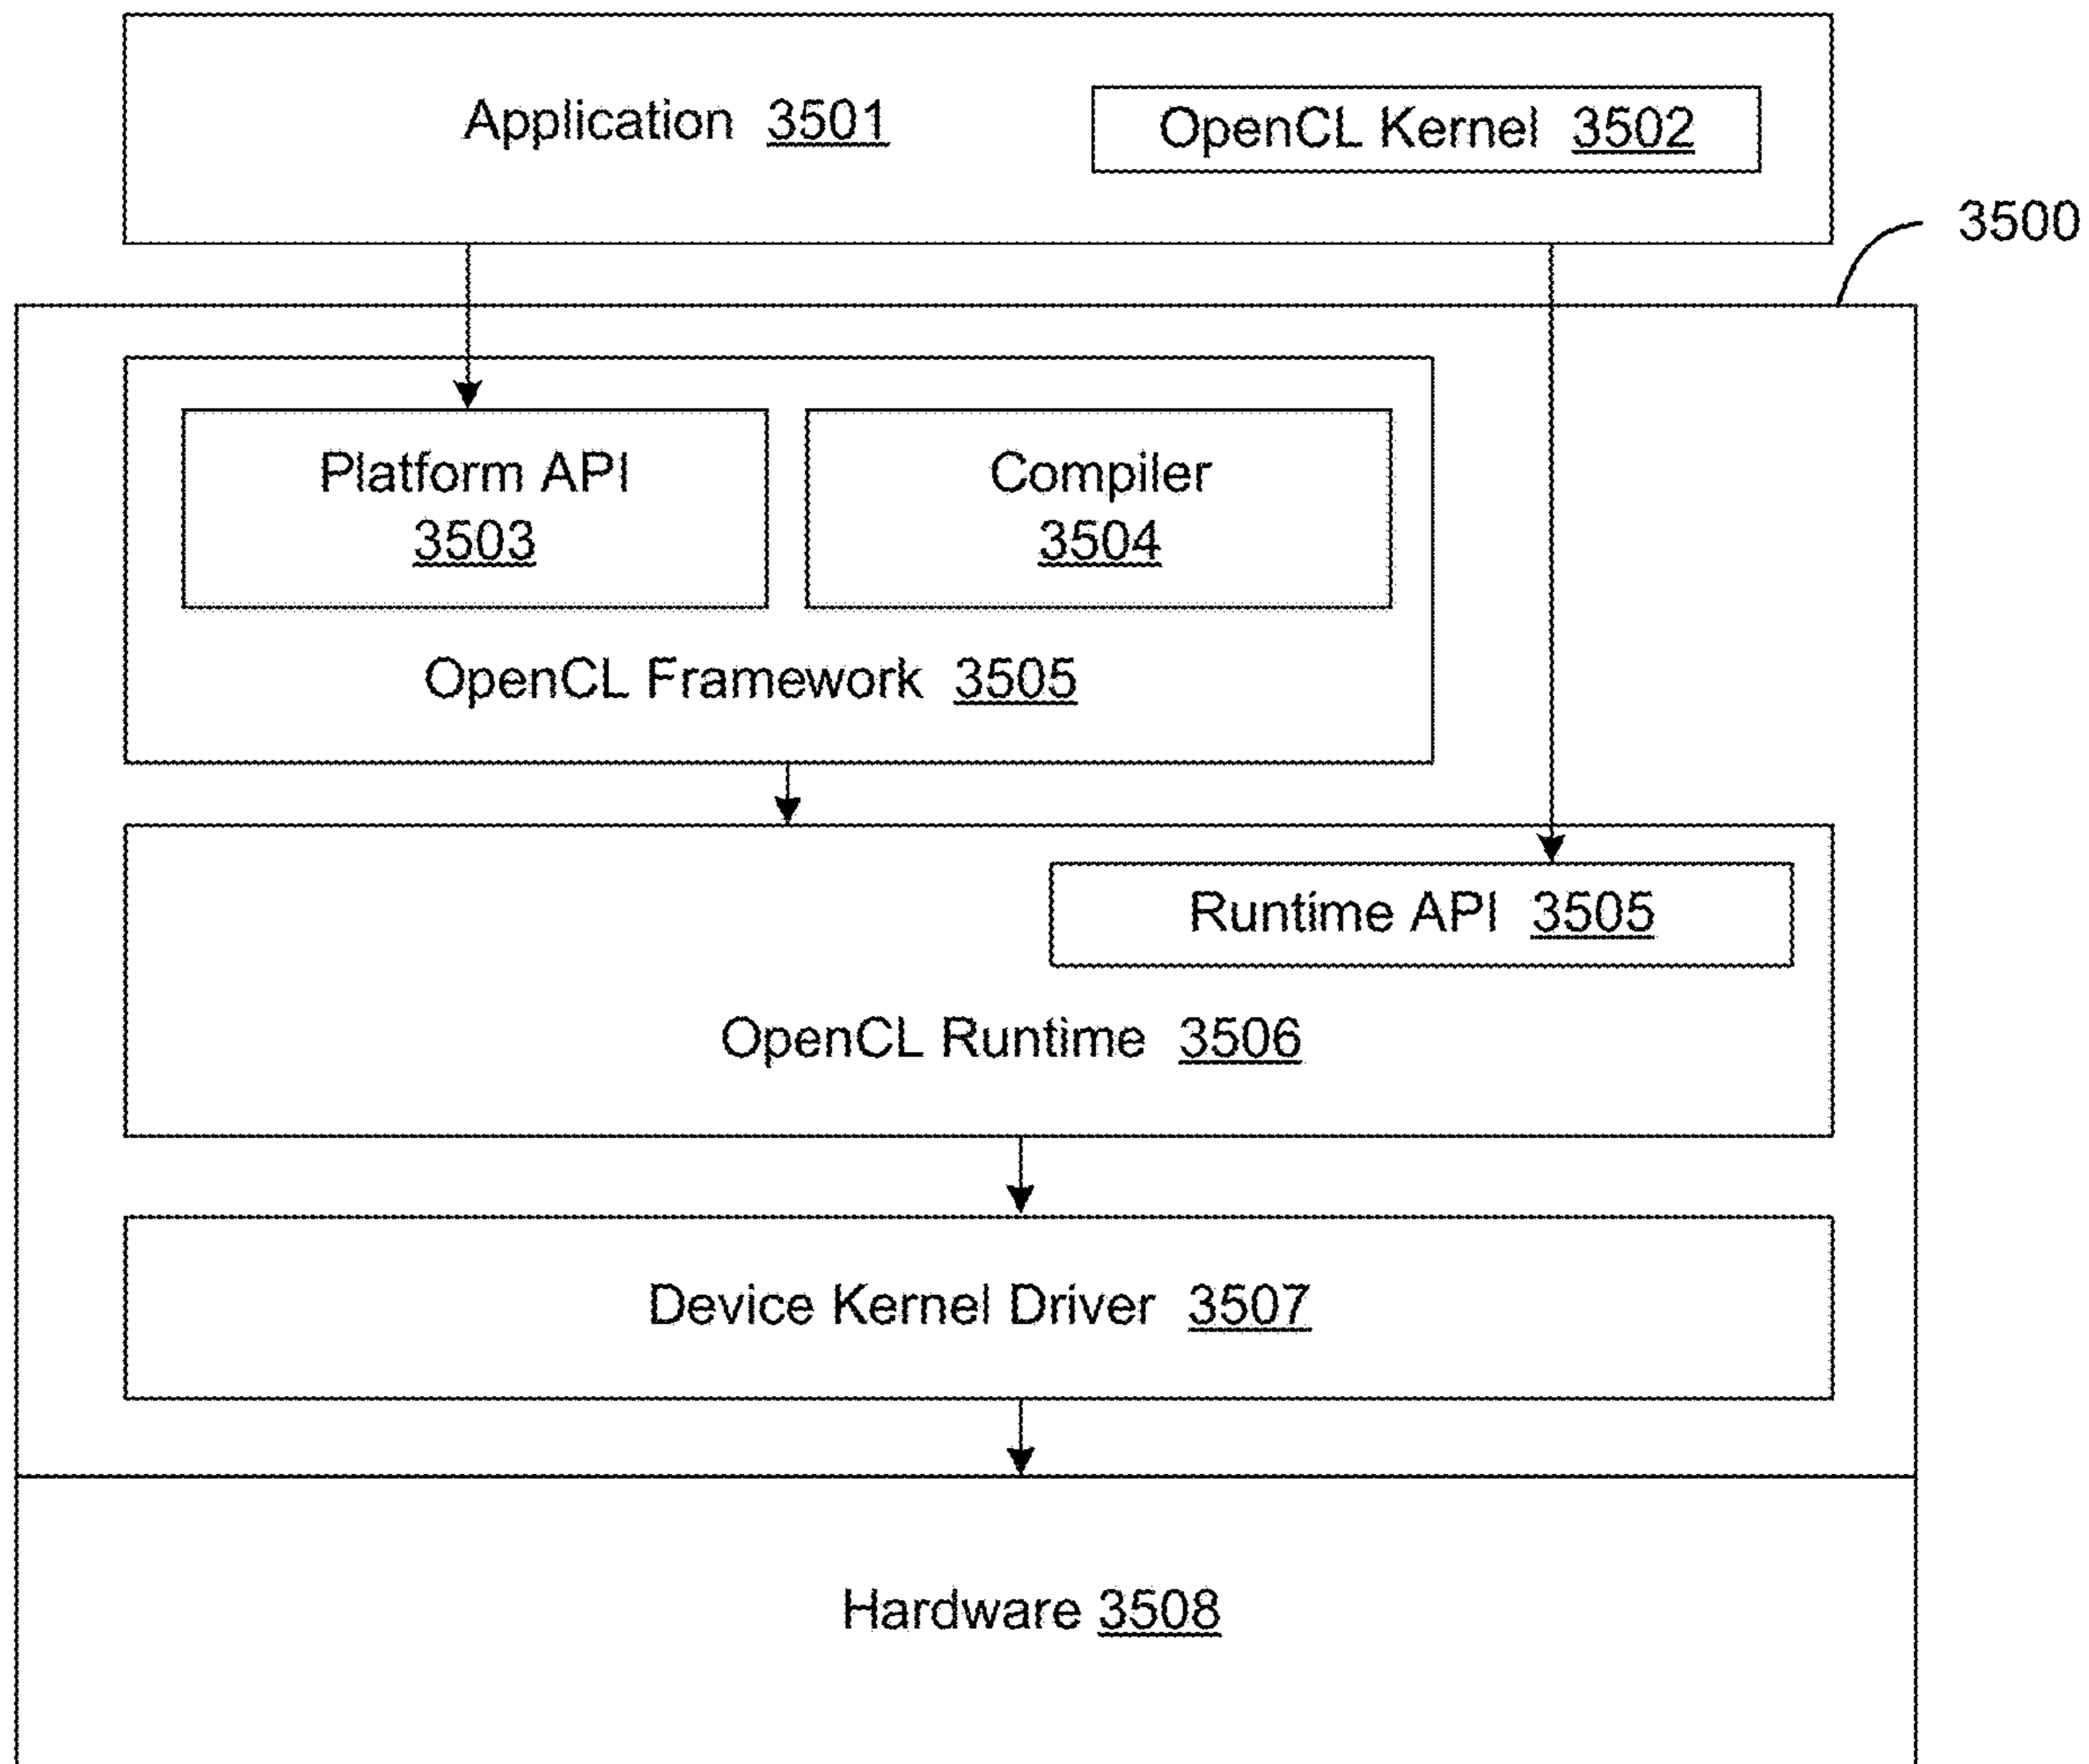 Application 3501
OpenCL Kernel 3502
3500
Platform API
3503
Compiler
3504
OpenCL Framework 3505
Runtime API 3505
OpenCL Runtime 3506
Device Kernel Driver 3507
Hardware 3508